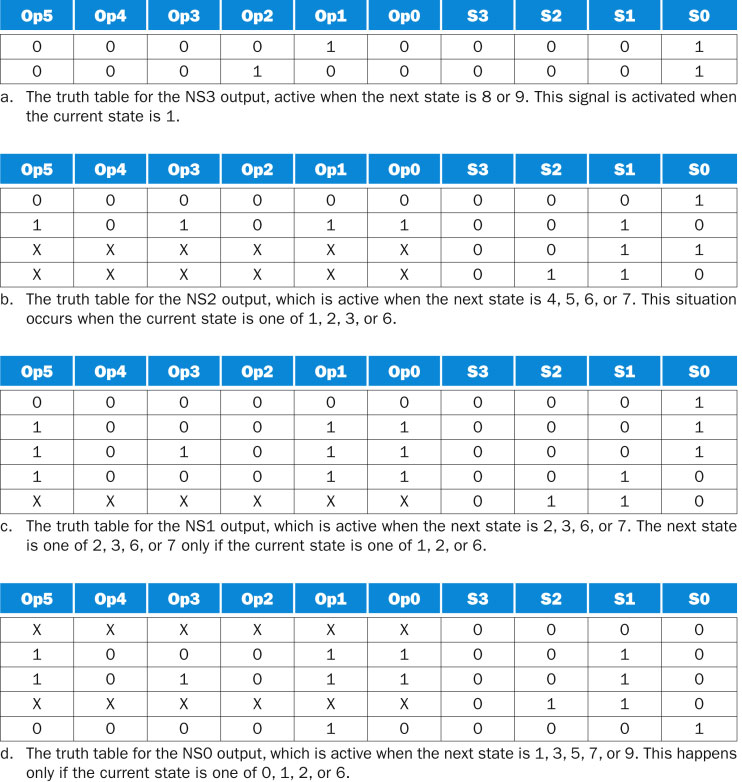 Op5 Op4 Op3 Op2 Op1 Op0 S3 S2 S1 S0
0 0 0 0 1 0 0 0 0 1
0 0 0 1 0 0 0 0 0 1
a. The truth table for the NS3 output, active when the next state is 8 or 9. This signal is activated when
the current state is 1.
Op5 Op4 Op3 Op2 Op1 Op0 S3 S2 S1 S0
0 0 0 0 0 0 0 0 0 1
1 0 1 0 1 1 0 0 1 0
X X X X X X 0 0 1 1
X X X X X X 0 1 1 0
b. The truth table for the NS2 output, which is active when the next state is 4, 5, 6, or 7. This situation
occurs when the current state is one of 1, 2, 3, or 6.
Op5 Op4 Op3 Op2 Op1 Op0 S3 S2 S1 S0
0 0 0 0 0 0 0 0 0 1
1 0 0 0 1 1 0 0 0 1
1 0 1 0 1 1 0 0 0 1
1 0 0 0 1 1 0 0 1 0
X X X X X X 0 1 1 0
c. The truth table for the NS1 output, which is active when the next state is 2, 3, 6, or 7. The next state
is one of 2, 3, 6, or 7 only if the current state is one of 1, 2, or 6.
Op5 Op4 Op3 Op2 Op1 Op0 S3 S2 S1 S0
X X X X X X 0 0 0 0
1 0 0 0 1 1 0 0 1 0
1 0 1 0 1 1 0 0 1 0
X X X X X X 0 1 1 0
0 0 0 0 1 0 0 0 0 1
d. The truth table for the NS0 output, which is active when the next state is 1, 3, 5, 7, or 9. This happens
only if the current state is one of 0, 1, 2, or 6.